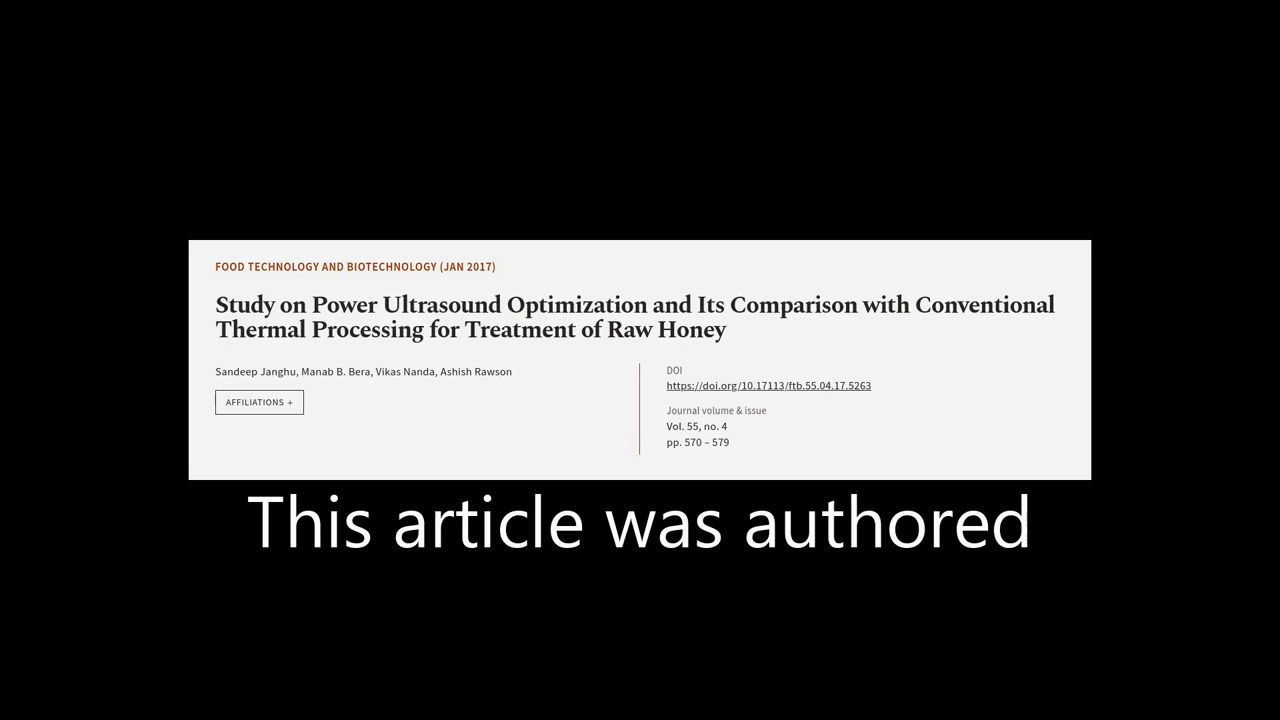 FOOD TECHNOLOGY AND BIOTECHNOLOGY (JAN 2017)
Study on Power Ultrasound Optimization and Its Comparison with Conventional
Thermal Processing for Treatment of Raw Honey
Sandeep Janghu, Manab B. Bera, Vikas Nanda, Ashish Rawson
AFFILIATIONS +
DOI
https://doi.org/10.17113/ftb.55.04.17.5263
Journal volume & issue
Vol. 55, no. 4
pp. 570 – 579
This article was authored